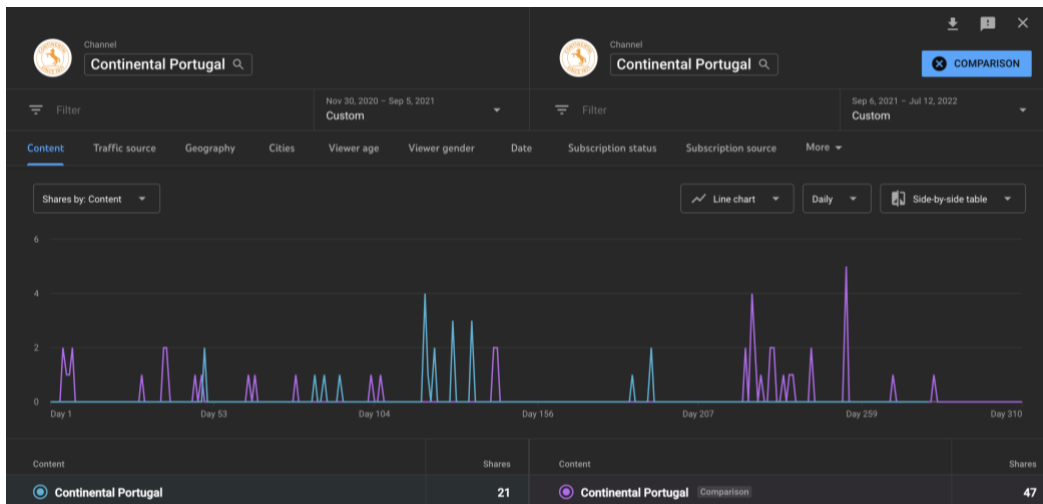 Channel
Continental Portugal
Channel
Continental Portugal
COMPARISON
Filter
Nov 30, 2020 – Sep 5, 2021
Custom
Filter
Sep 6, 2021 – Jul 12, 2022
Custom
Content Traffic source Geography Cities Viewer age Viewer gender Date Subscription status Subscription source More
Shares by: Content
Line chart
Daily
Side-by-side table
6
4
2
0
Day 1 Day 53 Day 104 Day 156 Day 207 Day 259 Day 310
Content Shares Content Shares
Continental Portugal 21 Continental Portugal Comparison 47